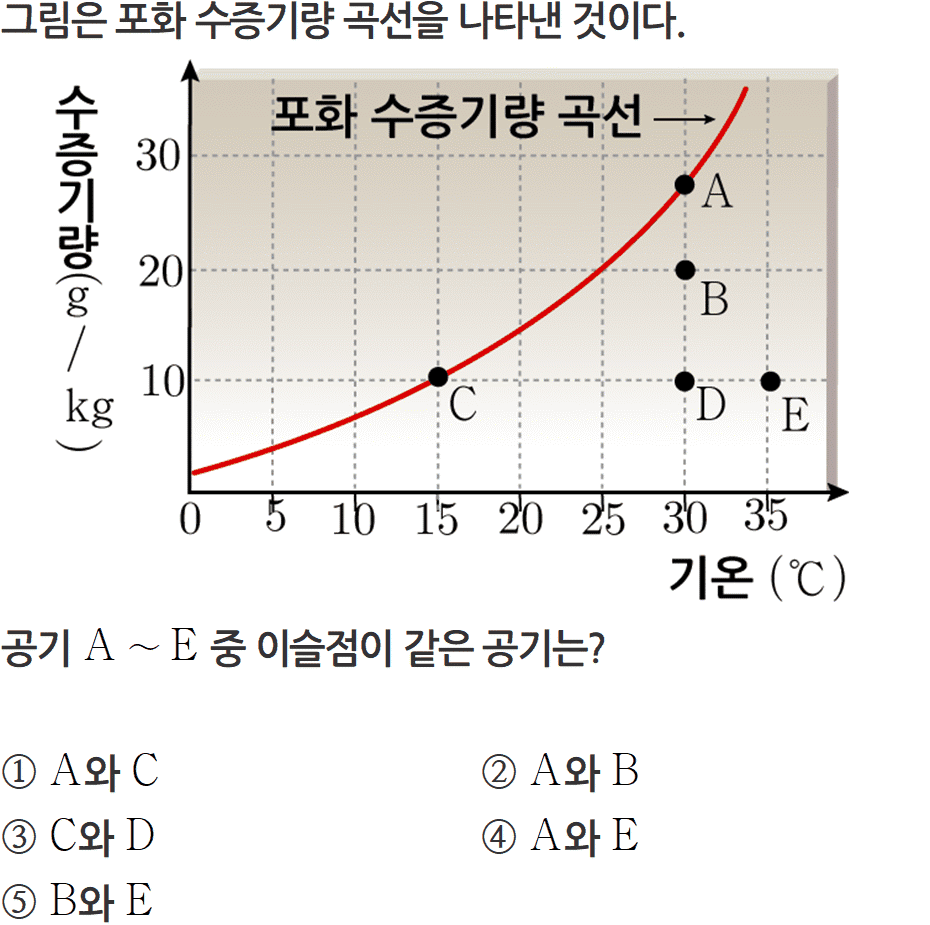 그림은 포화 수증기량 곡선을 나타낸 것이다.
수증기량(g/kg)
포화 수증기량 곡선 →
30
20
10
A
B
C
D
E
0 5 10 15 20 25 30 35
기온 (℃)
공기 A ~ E 중 이슬점이 같은 공기는?
① A와 C ② A와 B
③ C와 D ④ A와 E
⑤ B와 E